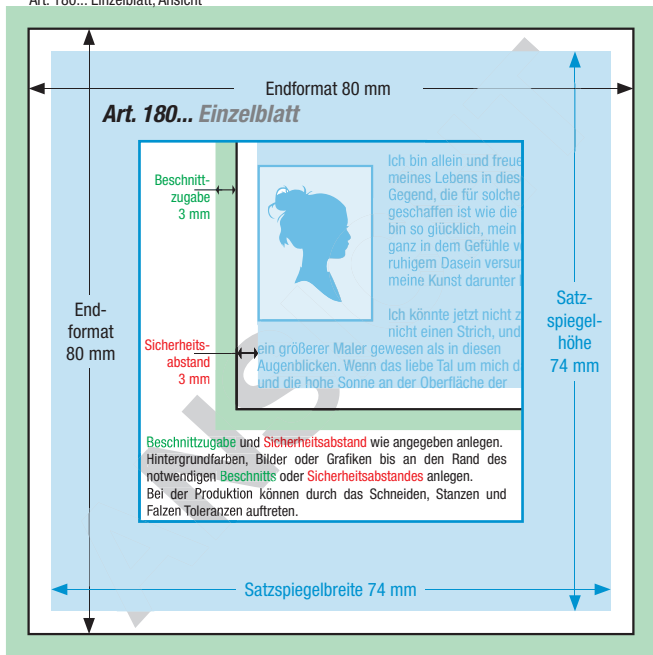 Art. 180... Einzelblatt, Ansicht
Endformat 80 mm
Art. 180... Einzelblatt
Beschnitt-
zugabe
3 mm
Ich bin allein und freue
meines Lebens in
Gegend, die für solche
geschaffen ist wie die
bin so glücklich, mein
ganz in dem Gefühle
ruhigem Dasein
meine Kunst darunter
Ich könnte jetzt nicht
nicht einen Strich, und
ein größerer Maler gewesen als in diesen
Augenblicken. Wenn das liebe Tal um mich
und die hohe Sonne an der Oberfläche der
End-
format
80 mm
Sicherheits-
abstand
3 mm
Satz-
spiegel-
höhe
74 mm
Beschnittzugabe und Sicherheitsabstand wie angegeben anlegen.
Hintergrundfarben, Bilder oder Grafiken bis an den Rand des
notwendigen Beschnitts oder Sicherheitsabstandes anlegen.
Bei der Produktion können durch das Schneiden, Stanzen und
Falzen Toleranzen auftreten.
Satzspiegelbreite 74 mm